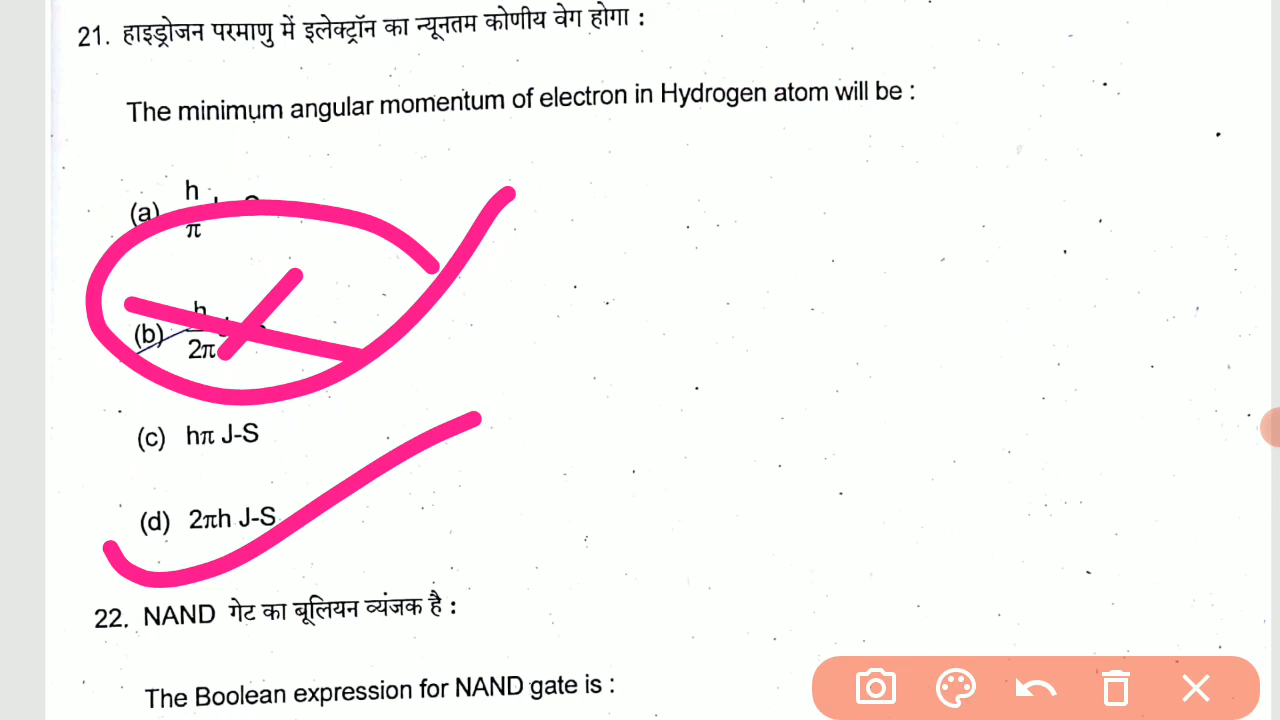 21. हाइड्रोजन परमाणु में इलेक्ट्रॉन का न्यूनतम कोणीय वेग होगा :
The minimum angular momentum of electron in Hydrogen atom will be :
(a) h
π
(b) h
2π
(c) hπ J-S
(d) 2πh J-S
22. NAND गेट का बूलियन व्यंजक है :
The Boolean expression for NAND gate is :